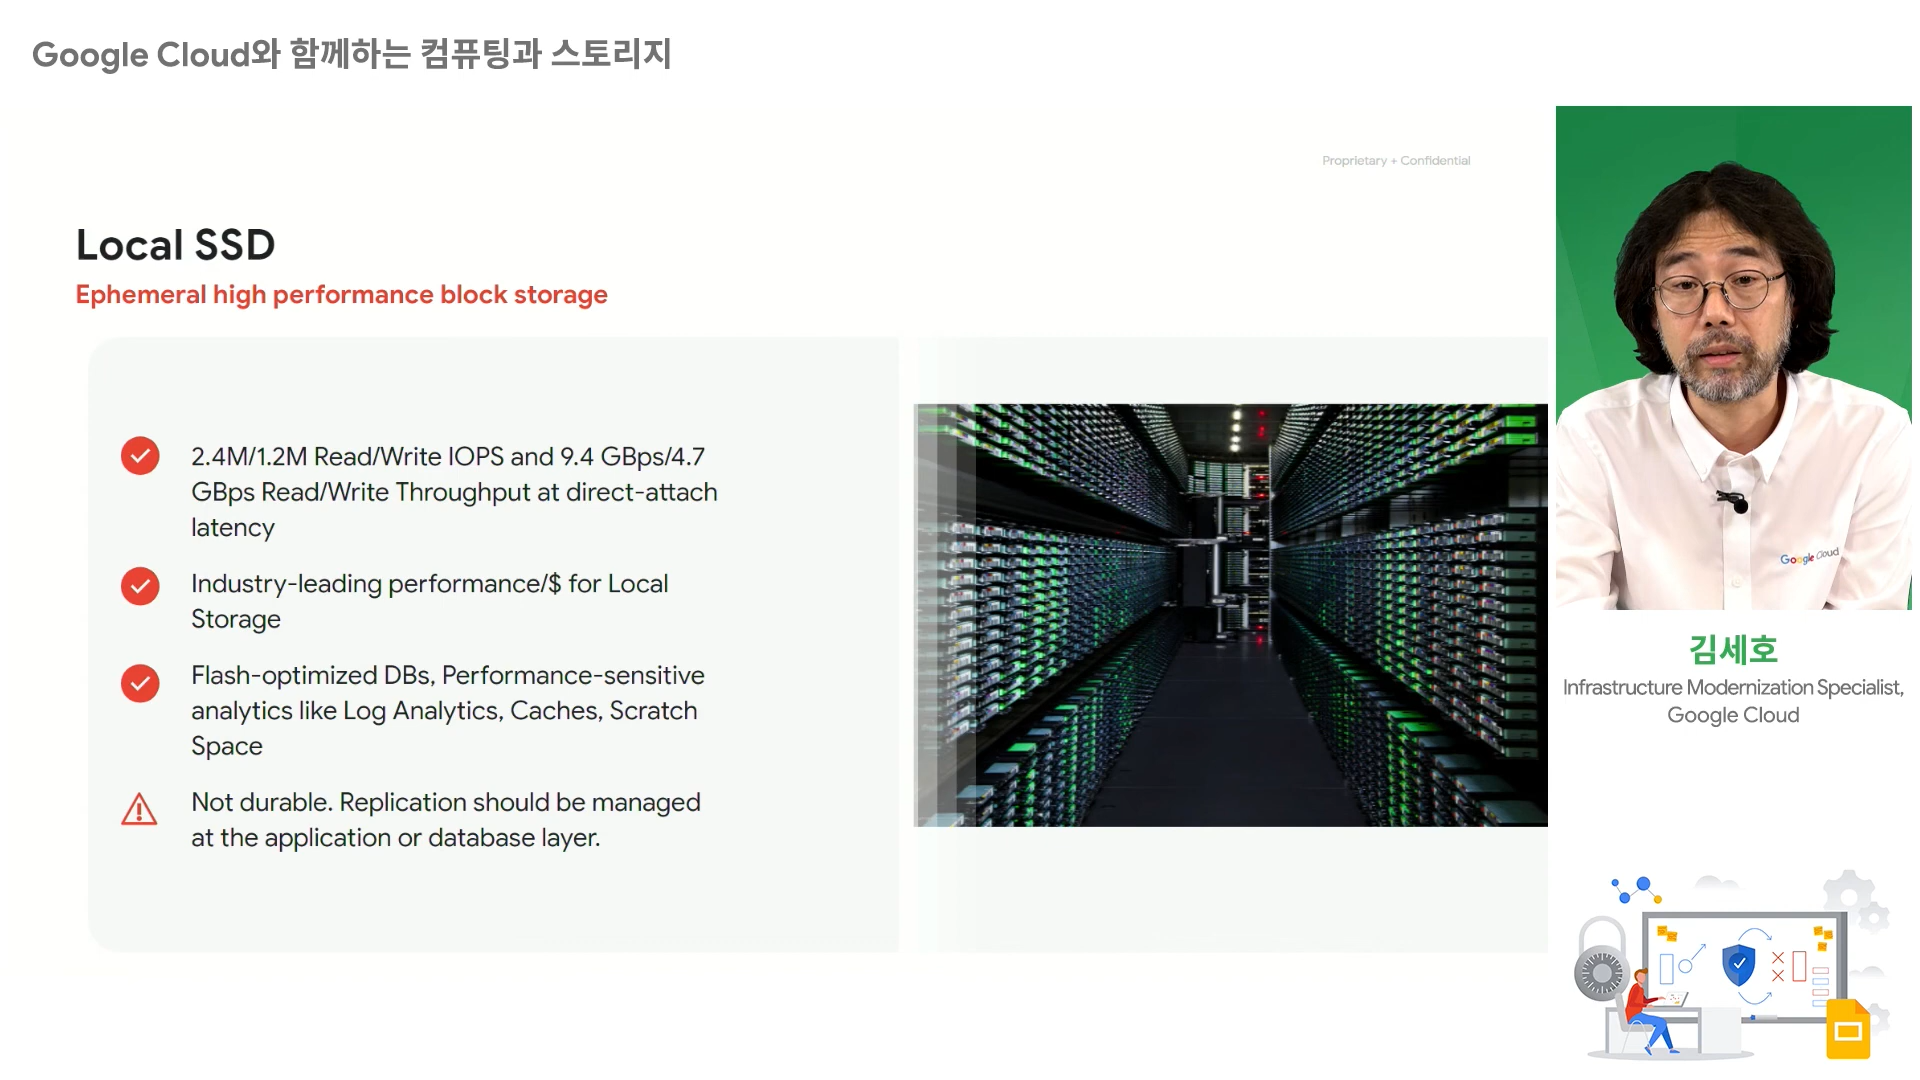 Google Cloud와 함께하는 컴퓨팅과 스토리지
Proprietary + Confidential
Local SSD
Ephemeral high performance block storage
2.4M/1.2M Read/Write IOPS and 9.4 GBps/4.7
GBps Read/Write Throughput at direct-attach
latency
Industry-leading performance/$ for Local
Storage
Flash-optimized DBs, Performance-sensitive
analytics like Log Analytics, Caches, Scratch
Space
Not durable. Replication should be managed
at the application or database layer.
Google Cloud
김세호
Infrastructure Modernization Specialist,
Google Cloud